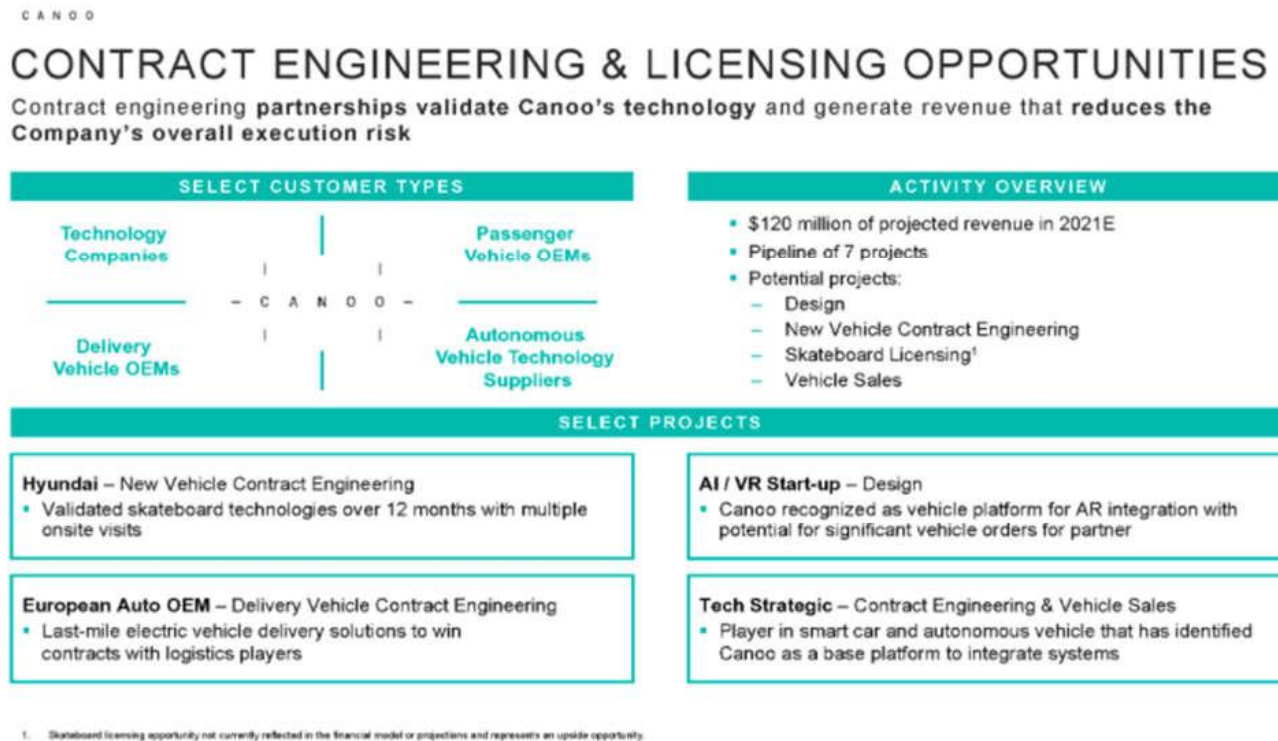 CANOO
CONTRACT ENGINEERING & LICENSING OPPORTUNITIES
Contract engineering partnerships validate Canoo's technology and generate revenue that reduces the
Company's overall execution risk
SELECT CUSTOMER TYPES
Technology
Companies
Passenger
Vehicle OEMs
– C A N O O –
Delivery
Vehicle OEMs
Autonomous
Vehicle Technology
Suppliers
ACTIVITY OVERVIEW
▪ $120 million of projected revenue in 2021E
▪ Pipeline of 7 projects
▪ Potential projects:
– Design
– New Vehicle Contract Engineering
– Skateboard Licensing¹
– Vehicle Sales
SELECT PROJECTS
Hyundai – New Vehicle Contract Engineering
▪ Validated skateboard technologies over 12 months with multiple
onsite visits
AI / VR Start-up – Design
▪ Canoo recognized as vehicle platform for AR integration with
potential for significant vehicle orders for partner
European Auto OEM – Delivery Vehicle Contract Engineering
▪ Last-mile electric vehicle delivery solutions to win
contracts with logistics players
Tech Strategic – Contract Engineering & Vehicle Sales
▪ Player in smart car and autonomous vehicle that has identified
Canoo as a base platform to integrate systems
1. Skateboard licensing opportunity not currently reflected in the financial model or projections and represents an upside opportunity.